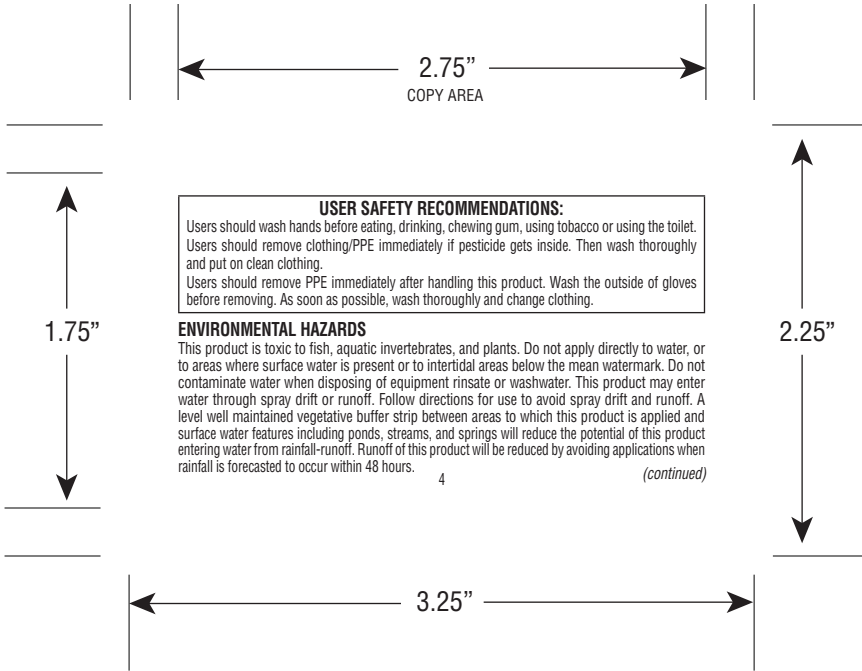 2.75”
COPY AREA
USER SAFETY RECOMMENDATIONS:
Users should wash hands before eating, drinking, chewing gum, using tobacco or using the toilet.
Users should remove clothing/PPE immediately if pesticide gets inside. Then wash thoroughly
and put on clean clothing.
Users should remove PPE immediately after handling this product. Wash the outside of gloves
before removing. As soon as possible, wash thoroughly and change clothing.
1.75”
2.25”
ENVIRONMENTAL HAZARDS
This product is toxic to fish, aquatic invertebrates, and plants. Do not apply directly to water, or
to areas where surface water is present or to intertidal areas below the mean watermark. Do not
contaminate water when disposing of equipment rinsate or washwater. This product may enter
water through spray drift or runoff. Follow directions for use to avoid spray drift and runoff. A
level well maintained vegetative buffer strip between areas to which this product is applied and
surface water features including ponds, streams, and springs will reduce the potential of this product
entering water from rainfall-runoff. Runoff of this product will be reduced by avoiding applications when
rainfall is forecasted to occur within 48 hours.
4
(continued)
3.25”